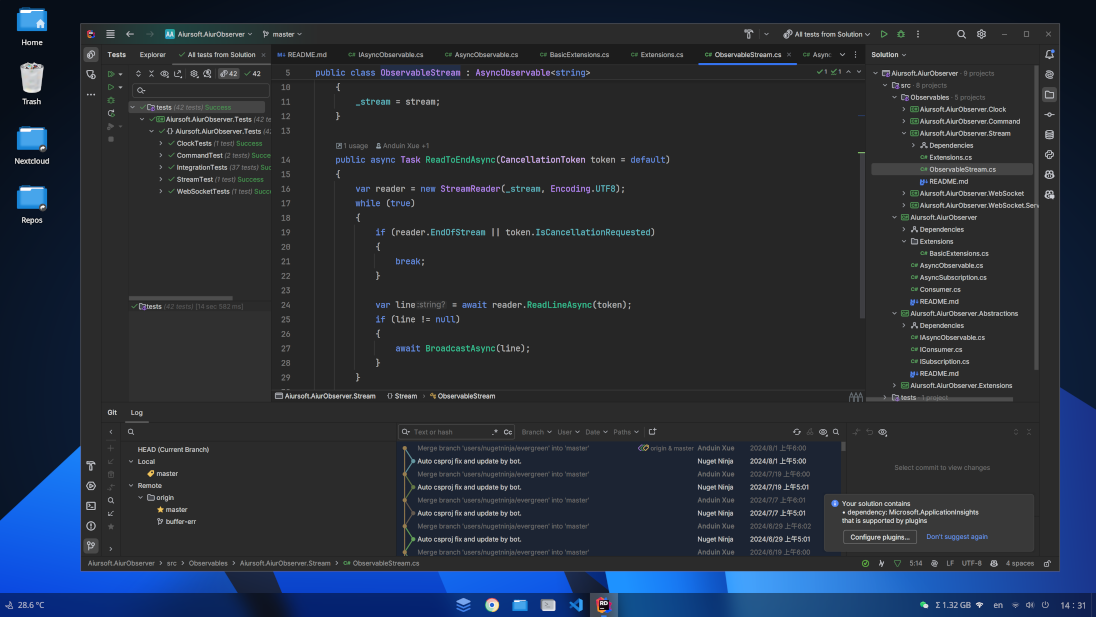 Home
Trash
Nextcloud
Repos
AA Aiursoft.AiurObserver
master
All tests from Solution
Tests
Explorer
All tests from Solution
42
42
tests (42 tests) Success
Aiursoft.AiurObserver.Tests (42 te
Aiursoft.AiurObserver.Tests (42
ClockTests (1 test) Success
CommandTest (2 tests) Succe
IntegrationTests (37 tests) Su
StreamTest (1 test) Success
WebSocketTests (1 test) Succ
tests (42 tests) (14 sec 582 ms)
README.md
IAsyncObservable.cs
AsyncObservable.cs
BasicExtensions.cs
Extensions.cs
ObservableStream.cs
Async
5 public class ObservableStream : AsyncObservable<string>
1 1
10 {
11 _stream = stream;
12 }
13
1 usage Anduin Xue +1
14 public async Task ReadToEndAsync(CancellationToken token = default)
15 {
16 var reader = new StreamReader(_stream, Encoding.UTF8);
17 while (true)
18 {
19 if (reader.EndOfStream || token.IsCancellationRequested)
20 {
21 break;
22 }
23
24 var line :string? = await reader.ReadLineAsync(token);
25 if (line != null)
26 {
27 await BroadcastAsync(line);
28 }
29 }
Aiursoft.AiurObserver.Stream
Stream
ObservableStream
Solution
Aiursoft.AiurObserver · 9 projects
src · 8 projects
Observables · 5 projects
Aiursoft.AiurObserver.Clock
Aiursoft.AiurObserver.Command
Aiursoft.AiurObserver.Stream
Dependencies
Extensions.cs
ObservableStream.cs
README.md
Aiursoft.AiurObserver.WebSocket
Aiursoft.AiurObserver.WebSocket.Serv
Aiursoft.AiurObserver
Dependencies
Extensions
BasicExtensions.cs
AsyncObservable.cs
AsyncSubscription.cs
Consumer.cs
README.md
Aiursoft.AiurObserver.Abstractions
Dependencies
IAsyncObservable.cs
IConsumer.cs
ISubscription.cs
README.md
Aiursoft.AiurObserver.Extensions
tests · 1 project
Git
Log
HEAD (Current Branch)
Local
master
Remote
origin
master
buffer-err
Text or hash
.* Cc
Branch
User
Date
Paths
Merge branch 'users/nugetninja/evergreen' into 'master' origin & master Anduin Xue 2024/8/1 上午6:00
Auto csproj fix and update by bot. Nuget Ninja 2024/8/1 上午5:00
Merge branch 'users/nugetninja/evergreen' into 'master' Anduin Xue 2024/7/19 上午6:00
Auto csproj fix and update by bot. Nuget Ninja 2024/7/19 上午5:01
Merge branch 'users/nugetninja/evergreen' into 'master' Anduin Xue 2024/7/7 上午6:01
Auto csproj fix and update by bot. Nuget Ninja 2024/7/7 上午5:01
Merge branch 'users/nugetninja/evergreen' into 'master' Anduin Xue 2024/6/29 上午6:02
Auto csproj fix and update by bot. Nuget Ninja 2024/6/29 上午5:01
Merge branch 'users/nugetninja/evergreen' into 'master' Anduin Xue 2024/6/19 上午6:00
Select commit to view changes
Your solution contains
• dependency: Microsoft.ApplicationInsights
that is supported by plugins
Configure plugins...
Don't suggest again
Aiursoft.AiurObserver > src > Observables > Aiursoft.AiurObserver.Stream > C# ObservableStream.cs
5:14
LF
UTF-8
4 spaces
28.6 °C
RD
Σ 1.32 GB
en
14 : 31